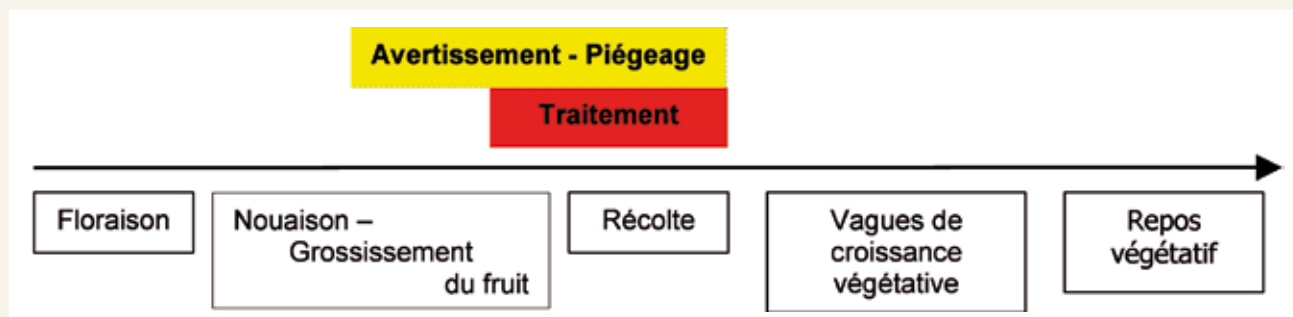 Avertissement - Piégeage
Traitement
Floraison
Nouaison –
Grossissement
du fruit
Récolte
Vagues de
croissance
végétative
Repos
végétatif